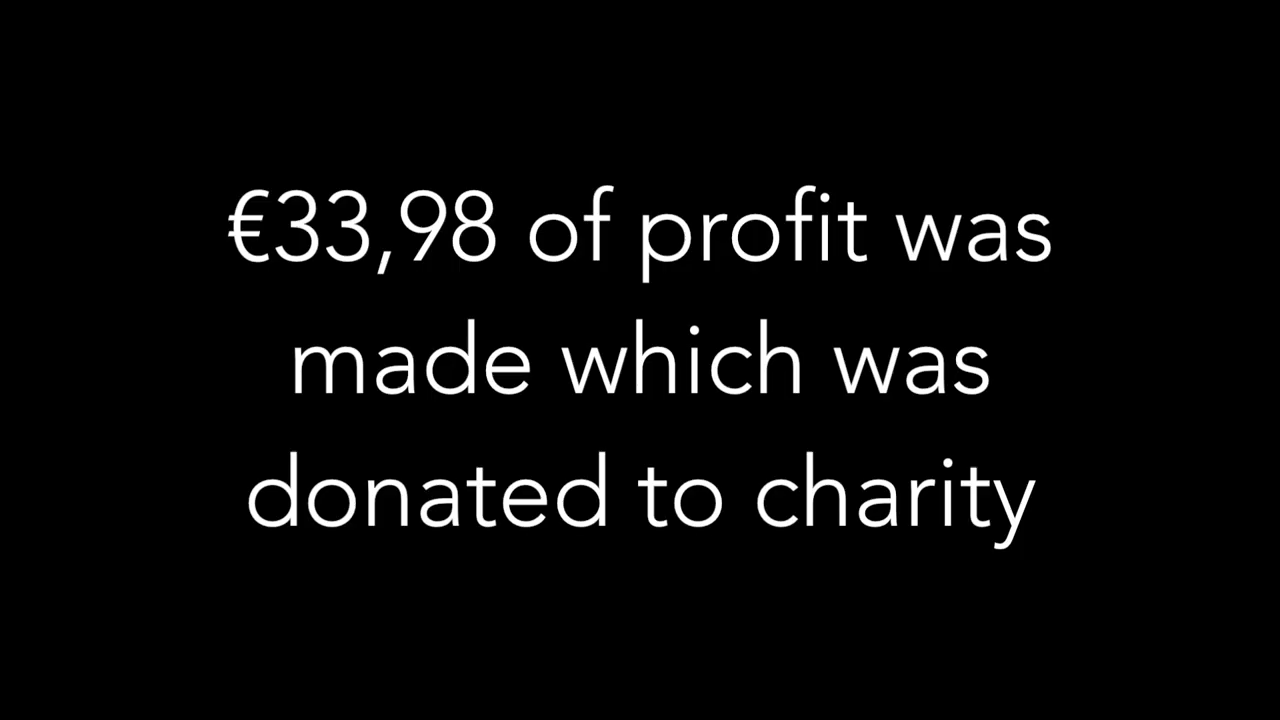 €33,98 of profit was
made which was
donated to charity